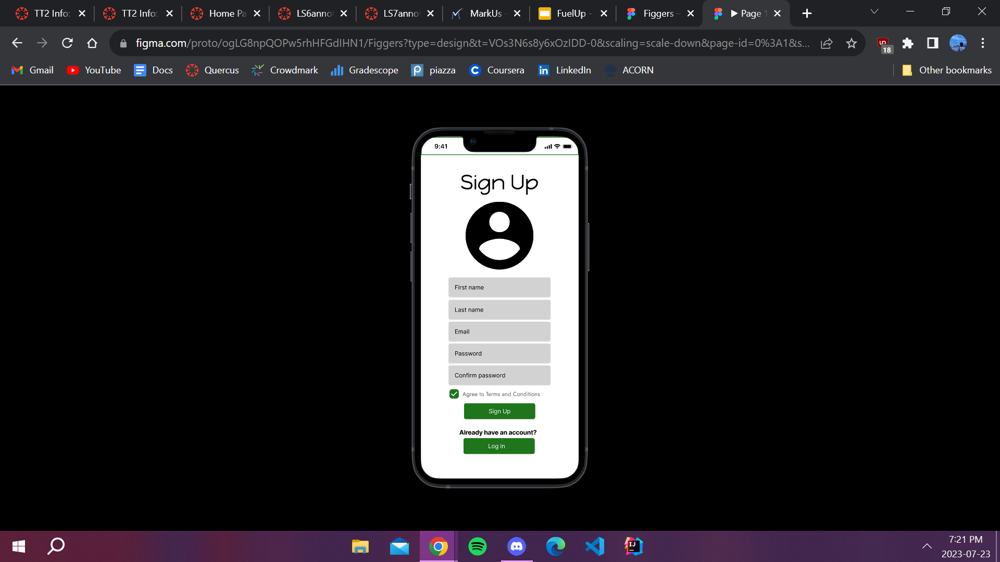 TT2 Info:
TT2 Info:
Home Pa
LS6anno
LS7anno
MarkUs -
FuelUp -
Figgers –
▶ Page 1
figma.com/proto/ogLG8npQOPw5rhHFGdIHN1/Figgers?type=design&t=VOs3N6s8y6xOzIDD-0&scaling=scale-down&page-id=0%3A1&s...
18
Gmail
YouTube
Docs
Quercus
Crowdmark
Gradescope
piazza
Coursera
LinkedIn
ACORN
Other bookmarks
9:41
Sign Up
First name
Last name
Email
Password
Confirm password
Agree to Terms and Conditions
Sign Up
Already have an account?
Log in
IJ
7:21 PM
2023-07-23